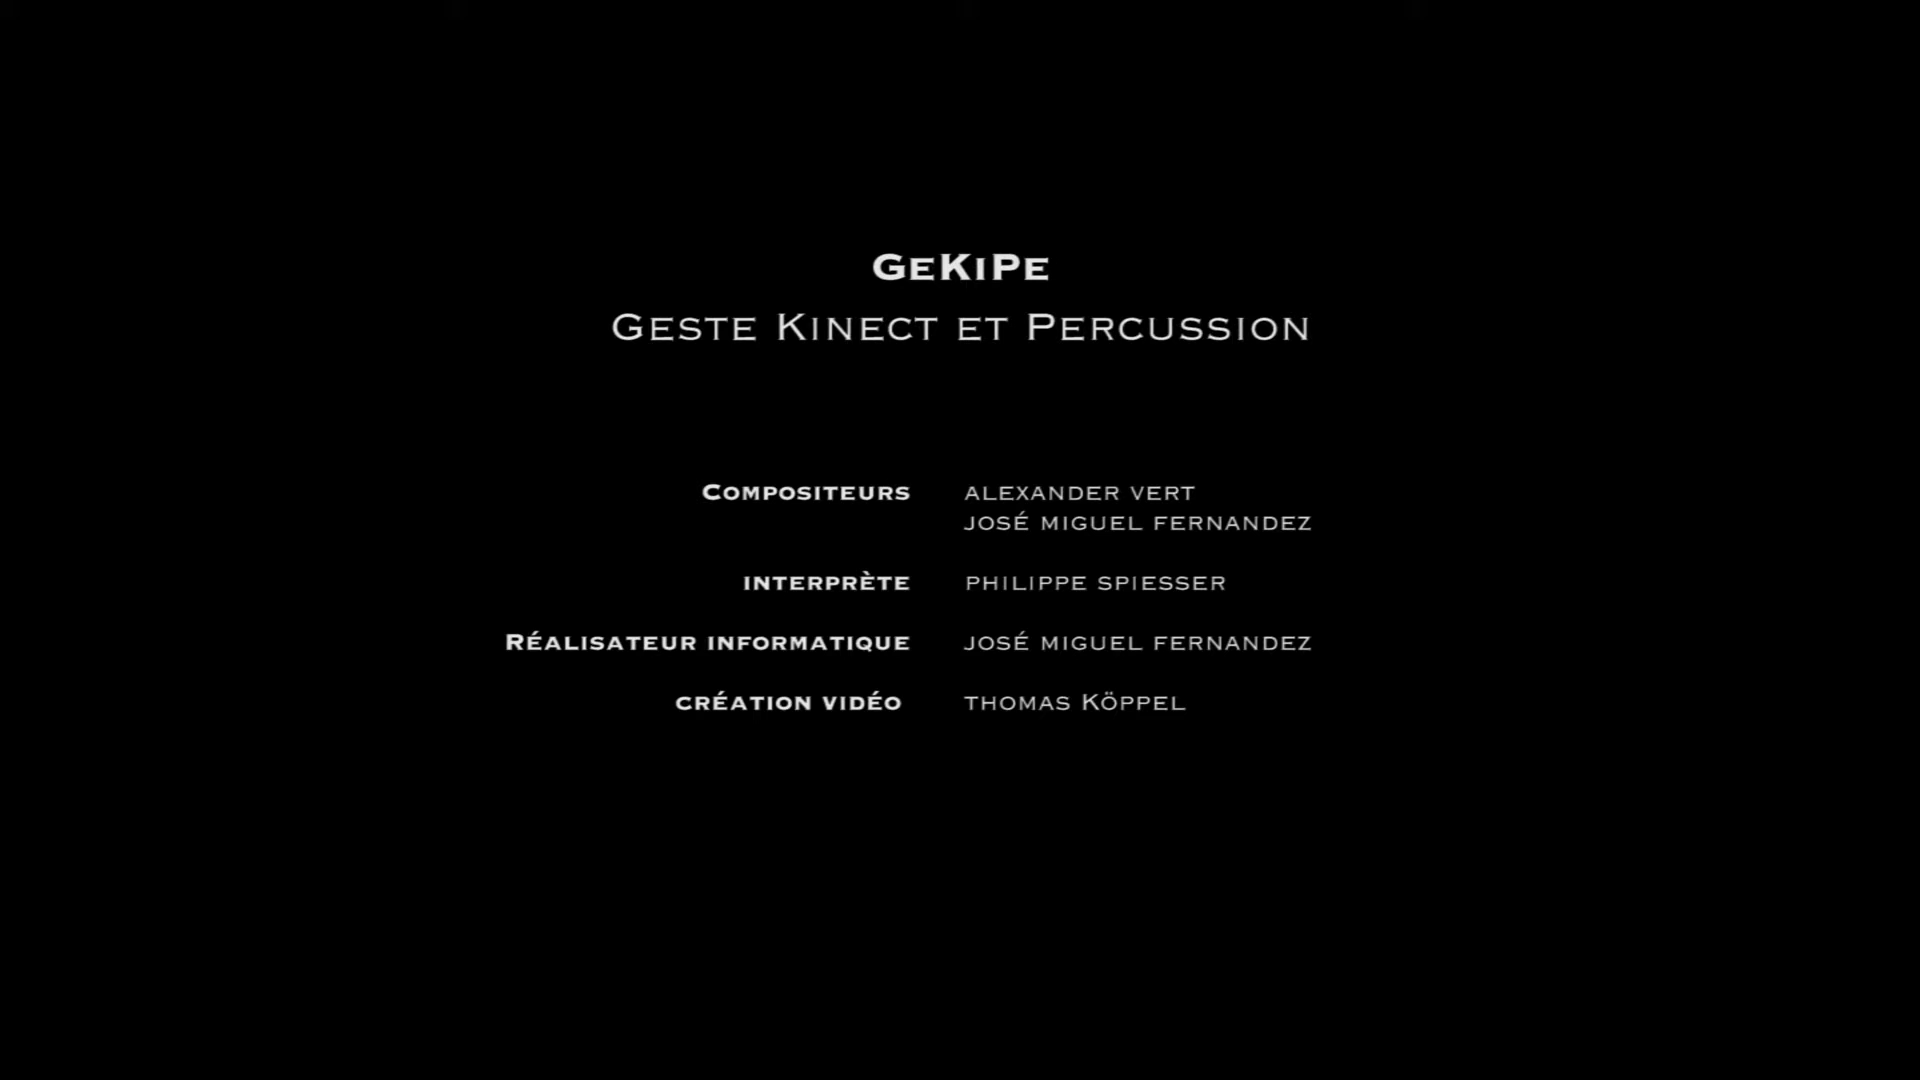 GeKiPe
Geste Kinect et Percussion
Compositeurs ALEXANDER VERT
JOSÉ MIGUEL FERNANDEZ
INTERPRÈTE PHILIPPE SPIESSER
Réalisateur informatique JOSÉ MIGUEL FERNANDEZ
CRÉATION VIDÉO THOMAS KÖPPEL